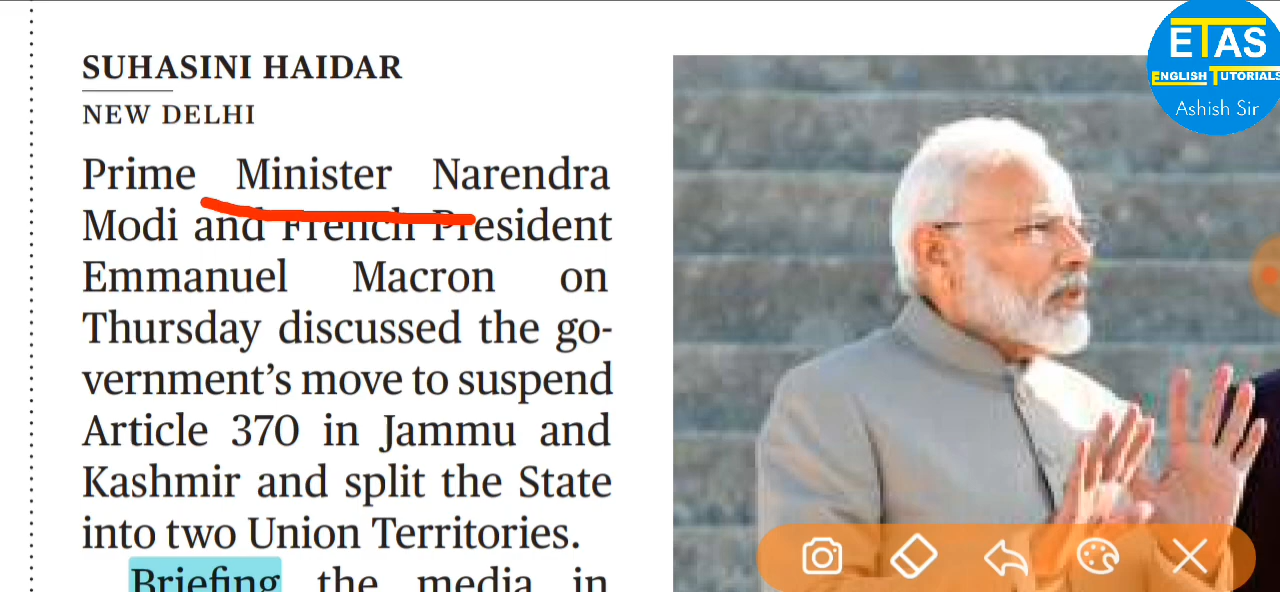 SUHASINI HAIDAR
NEW DELHI
Prime Minister Narendra
Modi and French President
Emmanuel Macron on
Thursday discussed the go-
vernment’s move to suspend
Article 370 in Jammu and
Kashmir and split the State
into two Union Territories.
Briefing the media in
ETAS
ENGLISH TUTORIALS
Ashish Sir